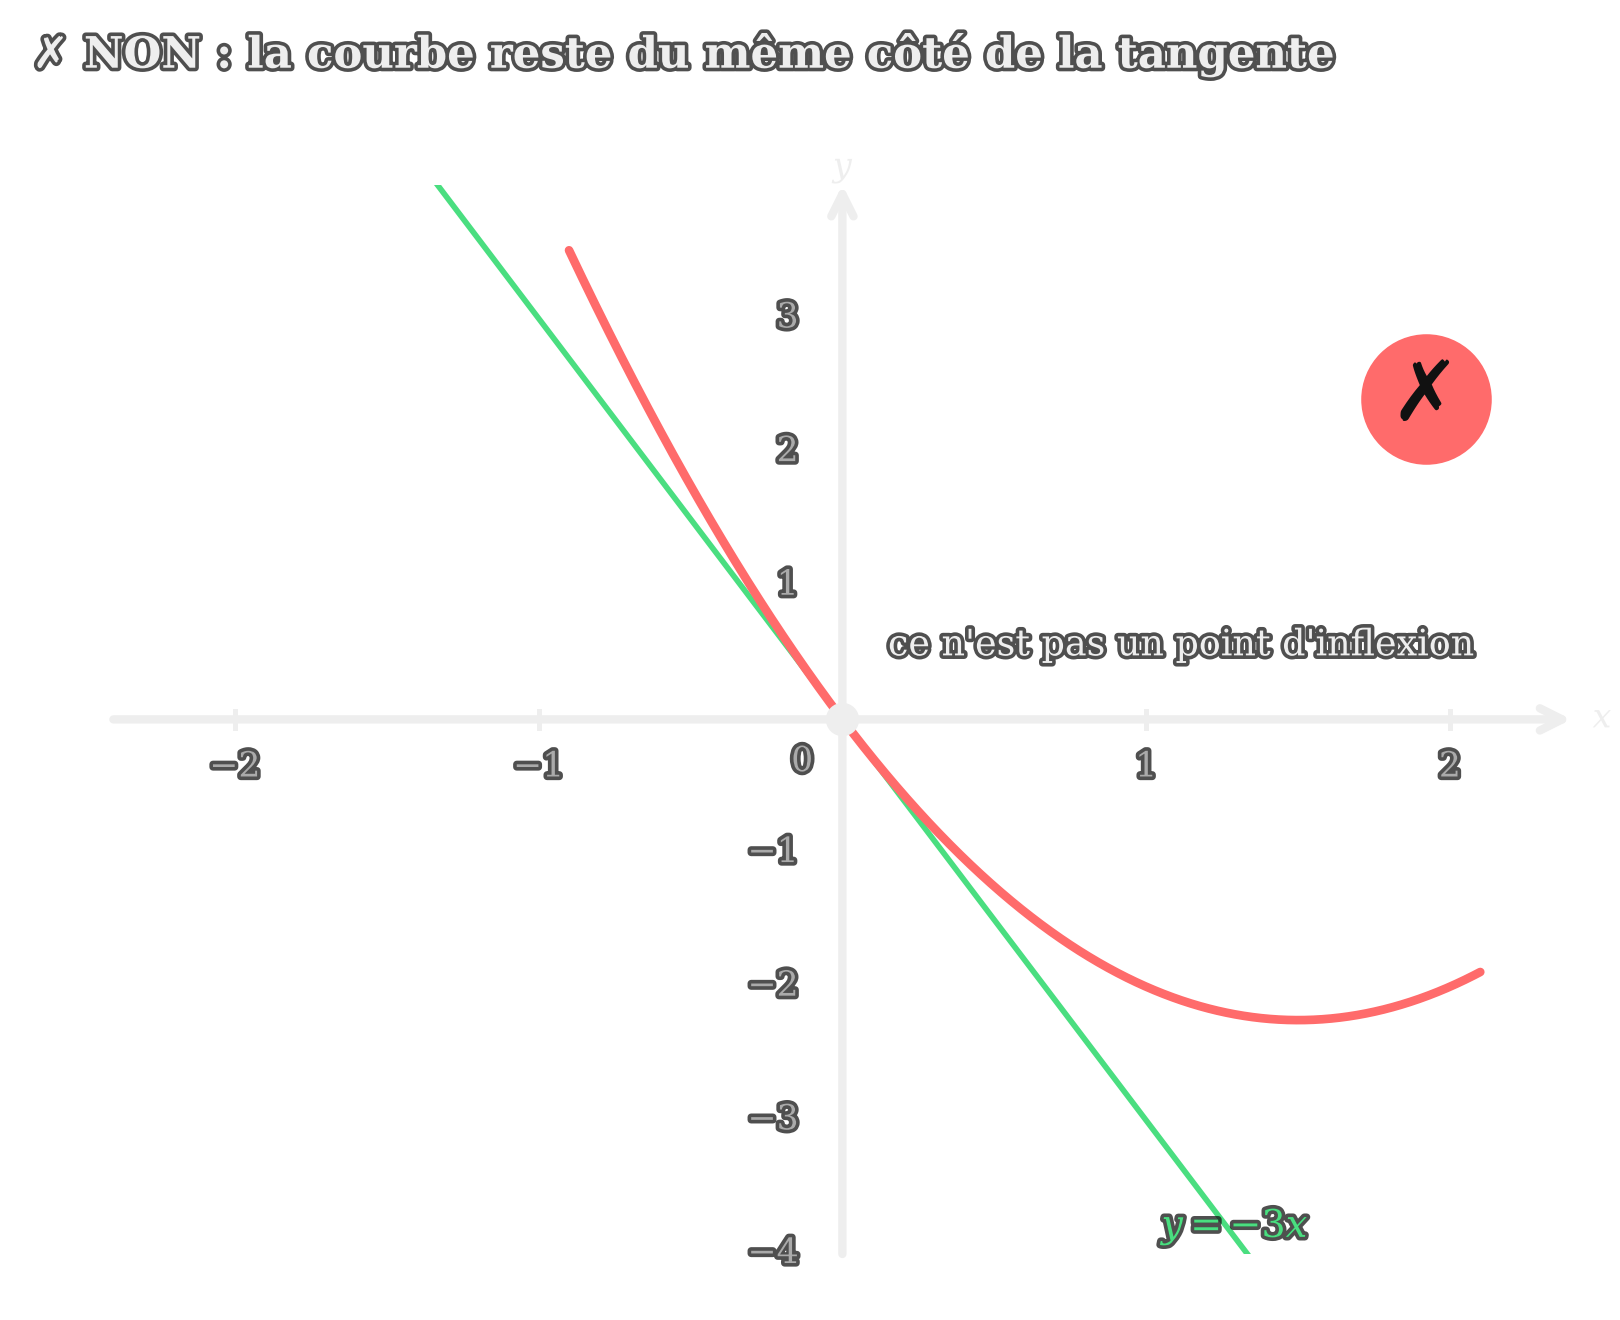 ✗ NON : la courbe reste du même côté de la tangente
y
3
2
✗
1
ce n'est pas un point d'inflexion
x
−2
−1
0
1
2
−1
−2
−3
y = −3x
−4